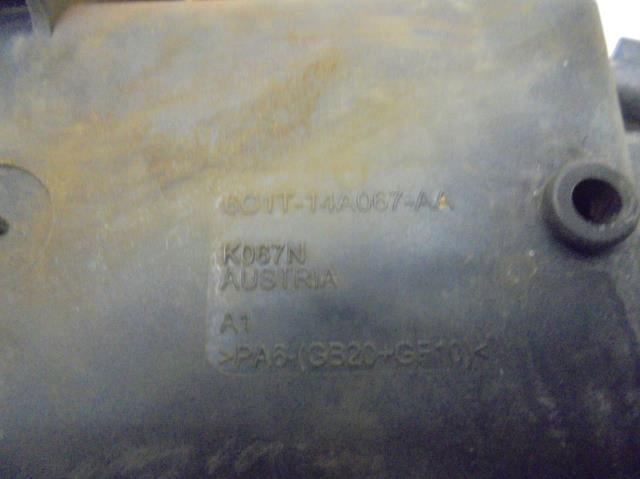 6C1T-14A067-AA
K067N
AUSTRIA
A1
>PA6-(GB20+GF10)<